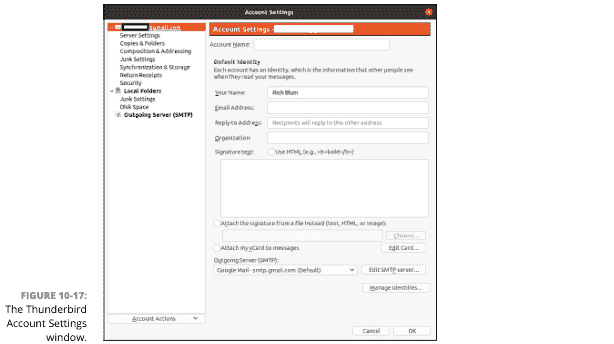 Account Settings
@gmail.com
Server Settings
Copies & Folders
Composition & Addressing
Junk Settings
Synchronization & Storage
Return Receipts
Security
Local Folders
Junk Settings
Disk Space
Outgoing Server (SMTP)
Account Actions
Account Settings -
Account Name:
Default Identity
Each account has an identity, which is the information that other people see
when they read your messages.
Your Name: Rich Blum
Email Address:
Reply-to Address: Recipients will reply to this other address
Organization:
Signature text: Use HTML (e.g., <b>bold</b>)
Attach the signature from a file instead (text, HTML, or image):
Choose...
Attach my vCard to messages Edit Card...
Outgoing Server (SMTP):
Google Mail - smtp.gmail.com (Default) Edit SMTP server...
Manage Identities...
Cancel OK
FIGURE 10-17:
The Thunderbird
Account Settings
window.